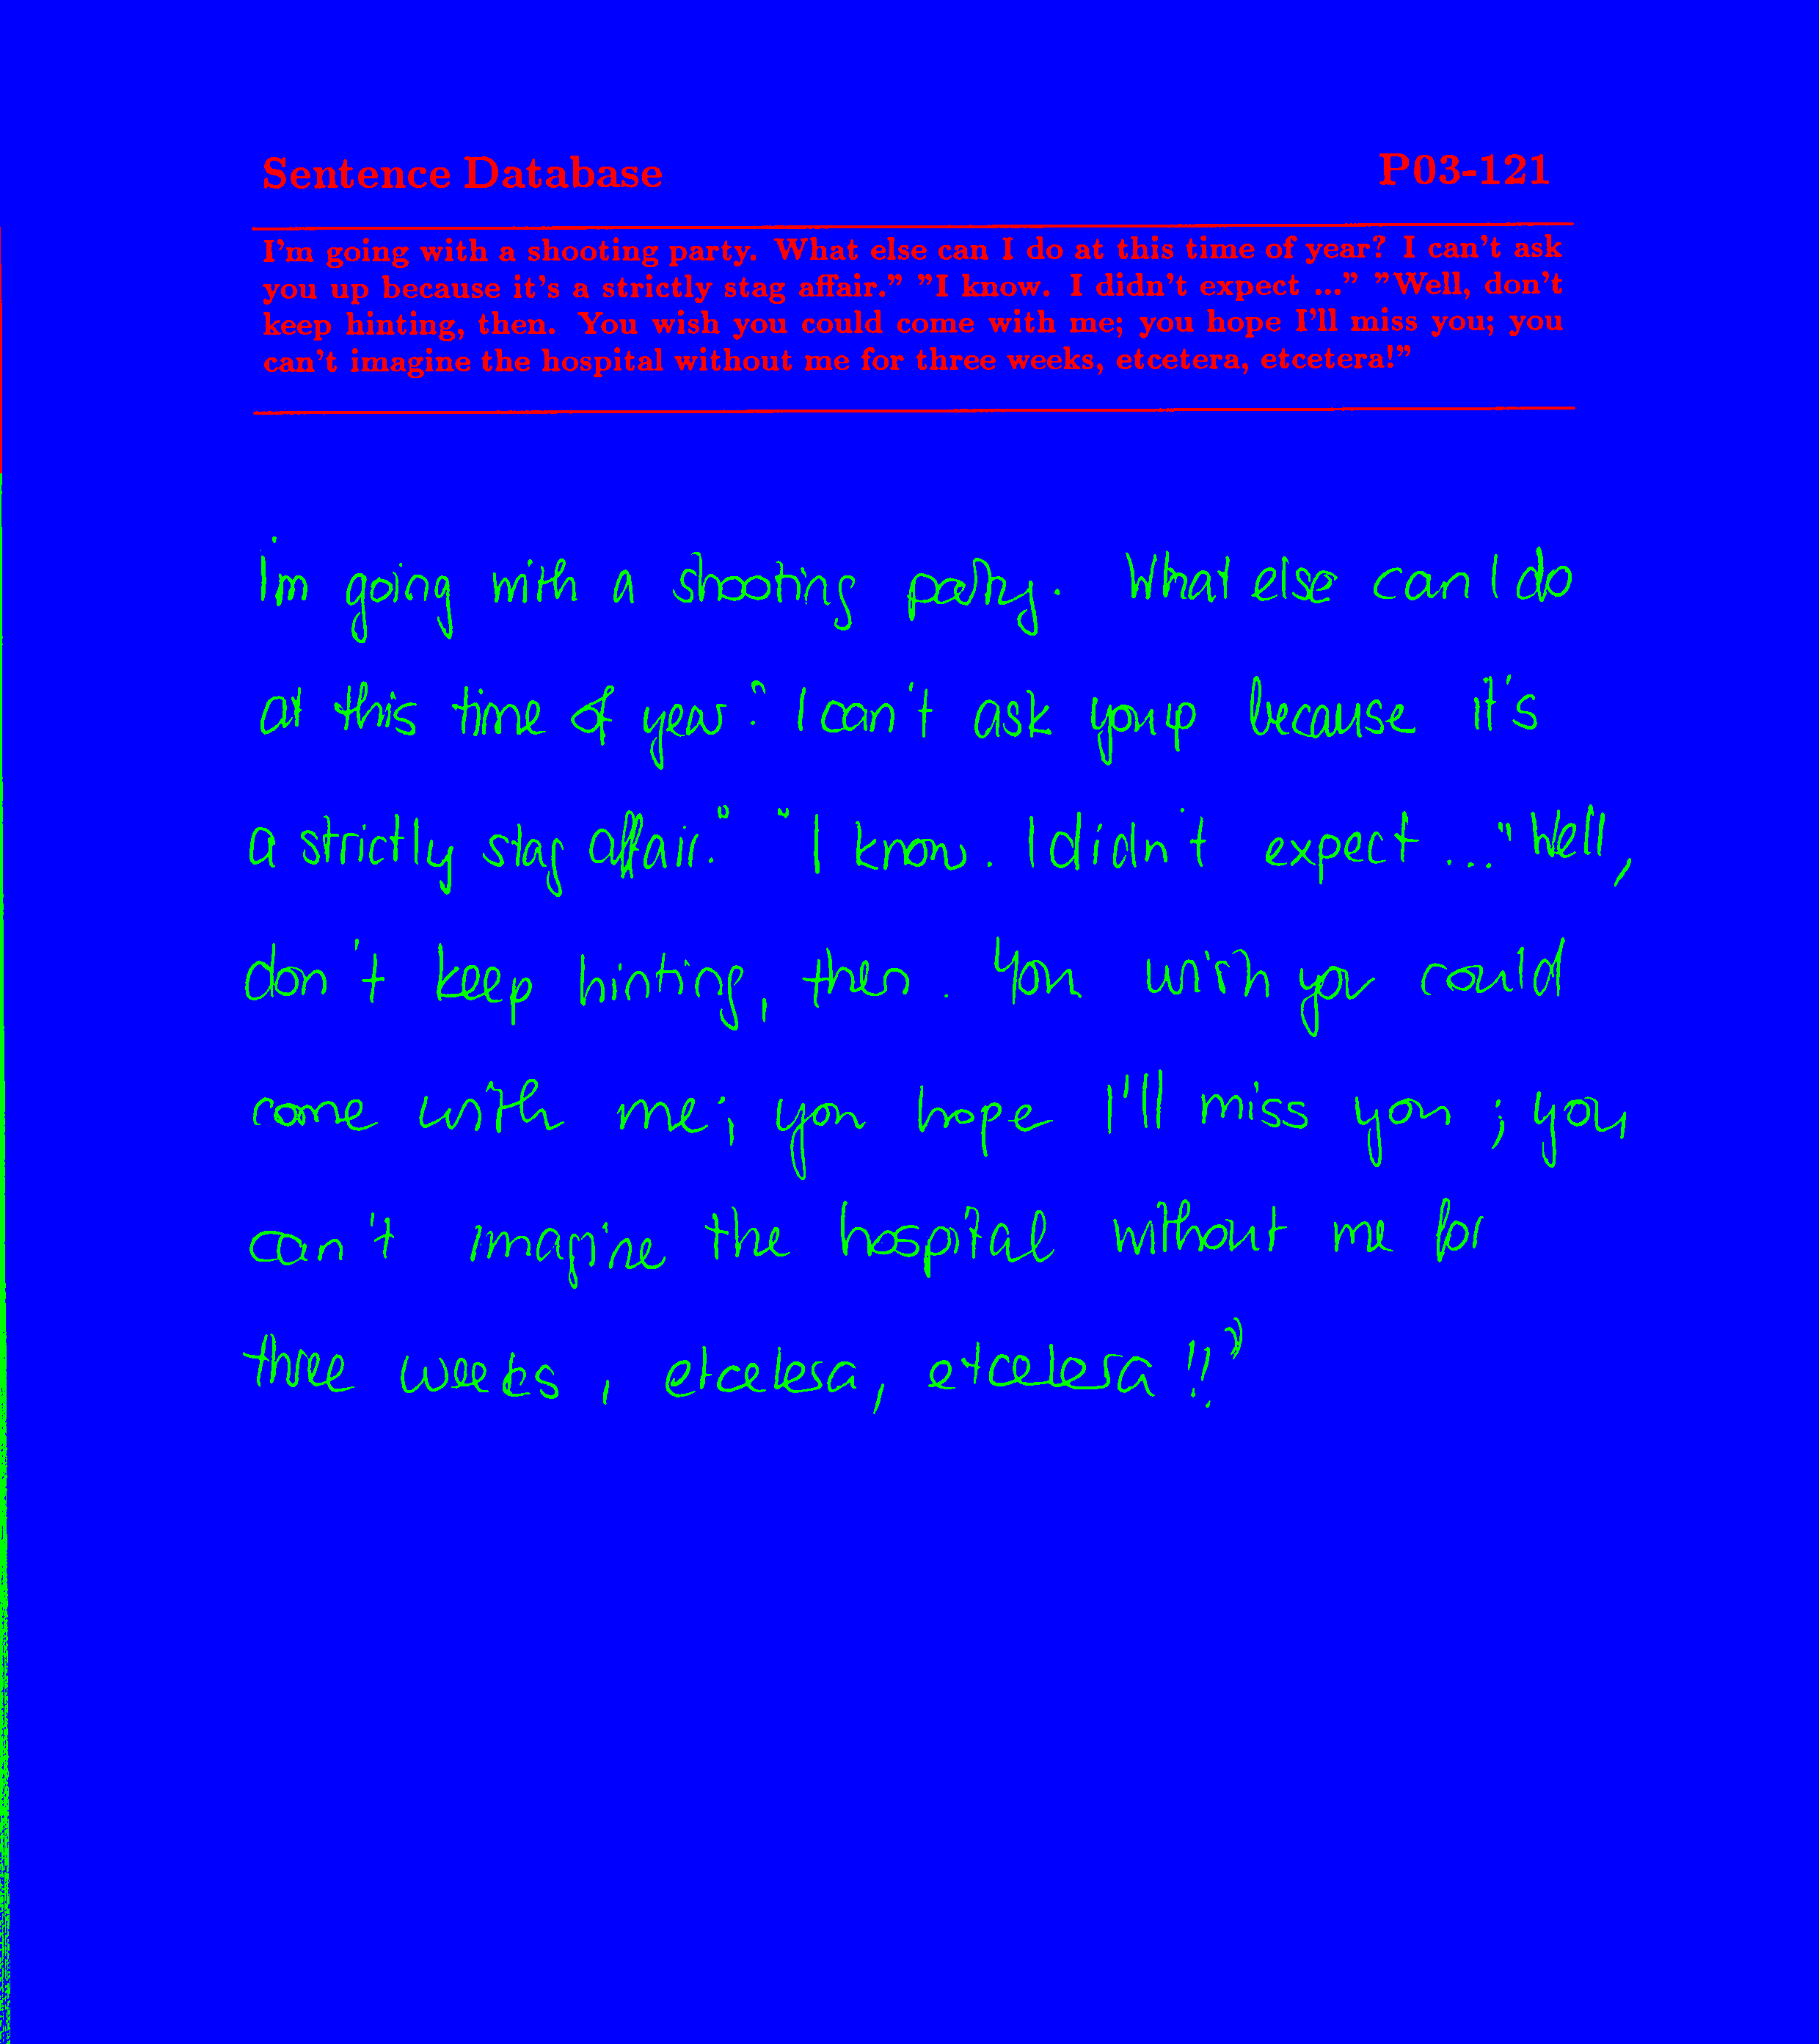 Sentence Database P03-121
I'm going with a shooting party. What else can I do at this time of year? I can't ask
you up because it's a strictly stag affair.” ”I know. I didn't expect ...” ”Well, don't
keep hinting, then. You wish you could come with me; you hope I'll miss you; you
can't imagine the hospital without me for three weeks, etcetera, etcetera!”
I'm going with a shooting party. What else can I do
at this time of year? I can't ask you up because it's
a strictly stag affair." "I know. I didn't expect ..." Well,
don't keep hinting, then. You wish you could
come with me; you hope I'll miss you; you
can't imagine the hospital without me for
three weeks, etcetera, etcetera!!"